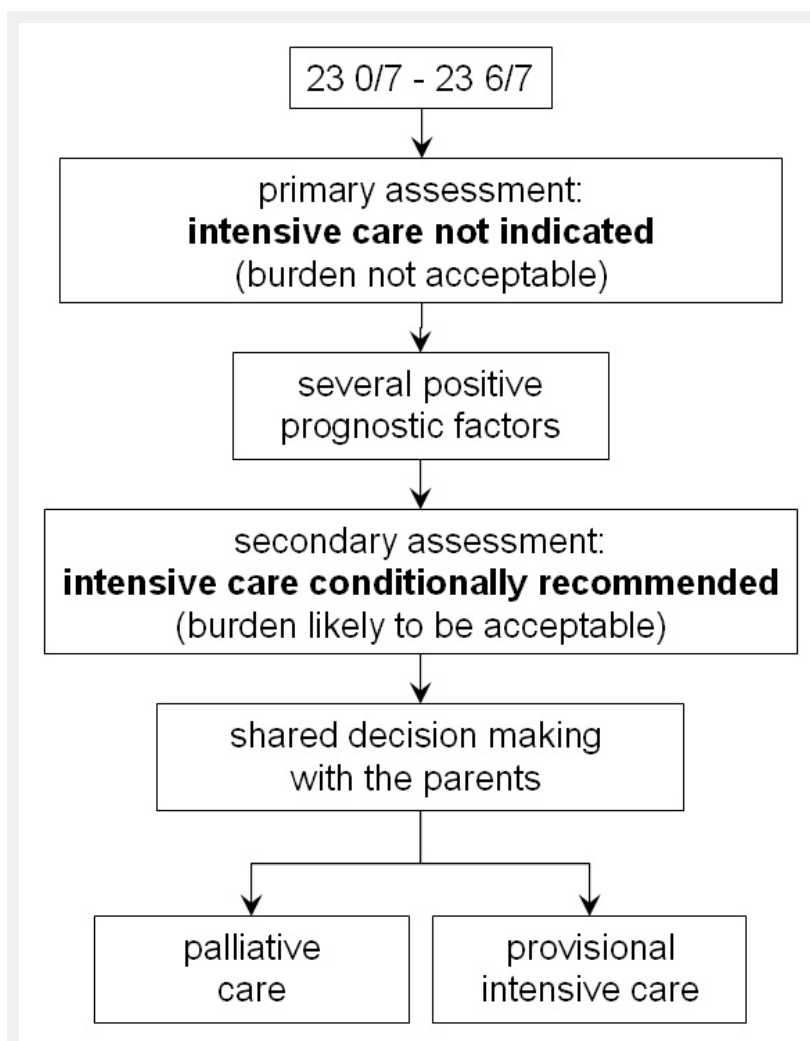 23 0/7 - 23 6/7
primary assessment:
intensive care not indicated
(burden not acceptable)
several positive
prognostic factors
secondary assessment:
intensive care conditionally recommended
(burden likely to be acceptable)
shared decision making
with the parents
palliative
care
provisional
intensive care